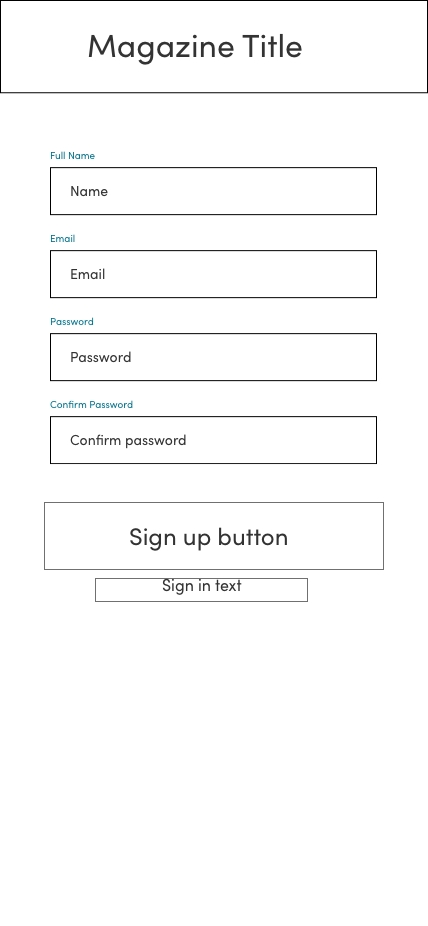 Magazine Title
Full Name
Name
Email
Email
Password
Password
Confirm Password
Confirm password
Sign up button
Sign in text